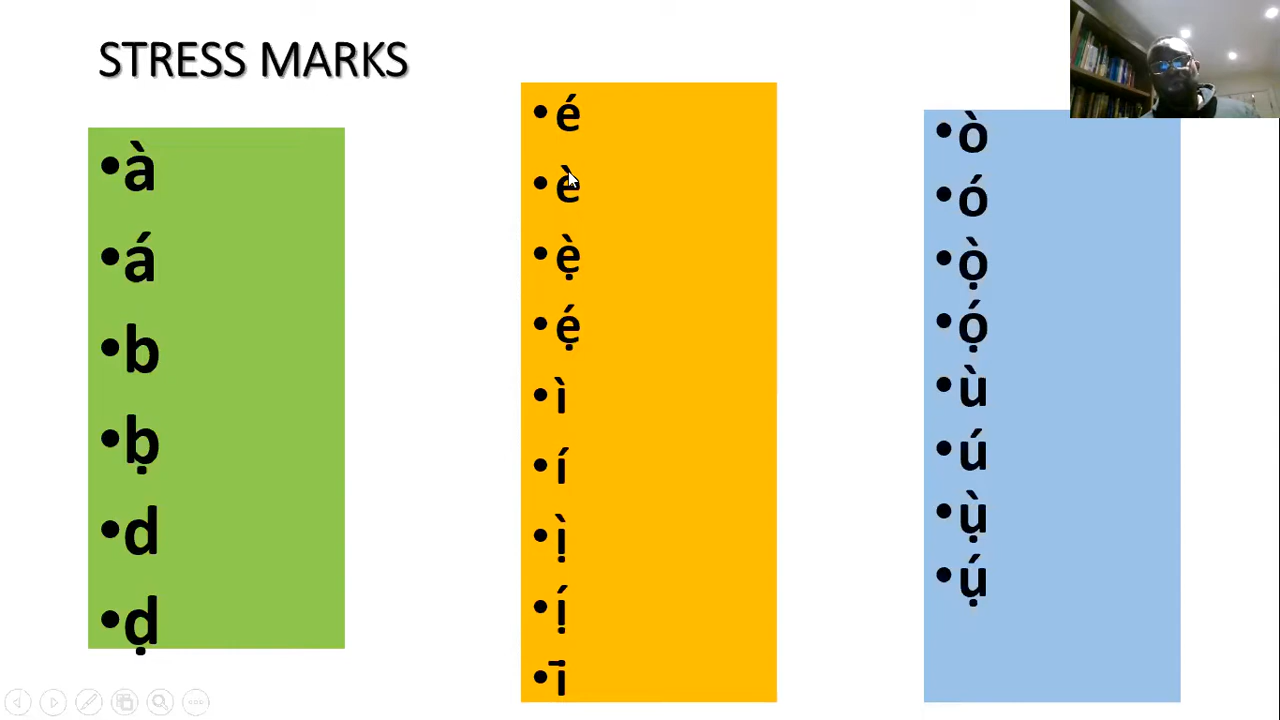 STRESS MARKS
•à
•á
•b
•ḅ
•d
•ḍ
•é
•è
•ẹ̀
•ẹ́
•ì
•í
•ị̀
•ị́
•ī
•ò
•ó
•ọ̀
•ọ́
•ù
•ú
•ụ̀
•ụ́